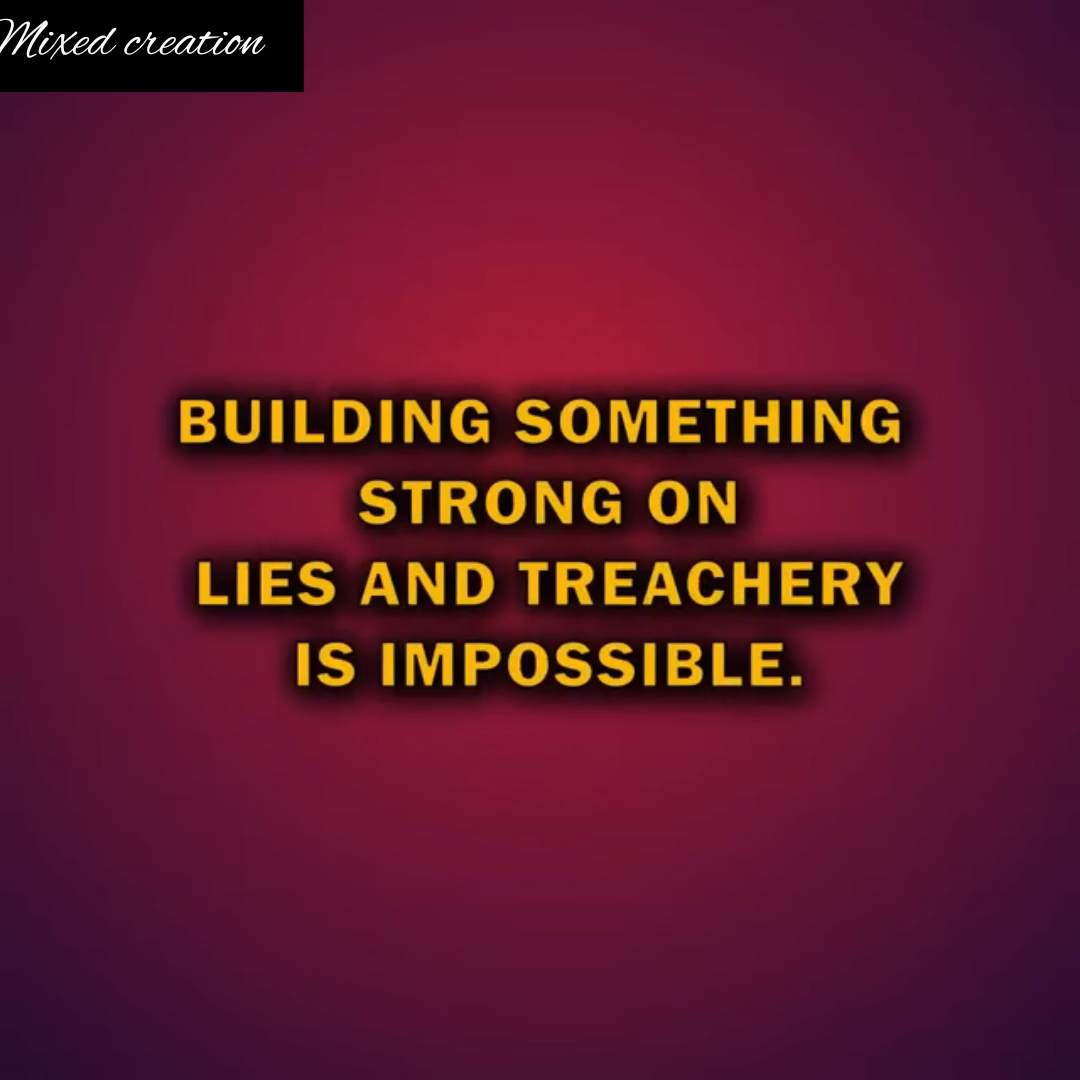 Mixed creation
BUILDING SOMETHING
STRONG ON
LIES AND TREACHERY
IS IMPOSSIBLE.